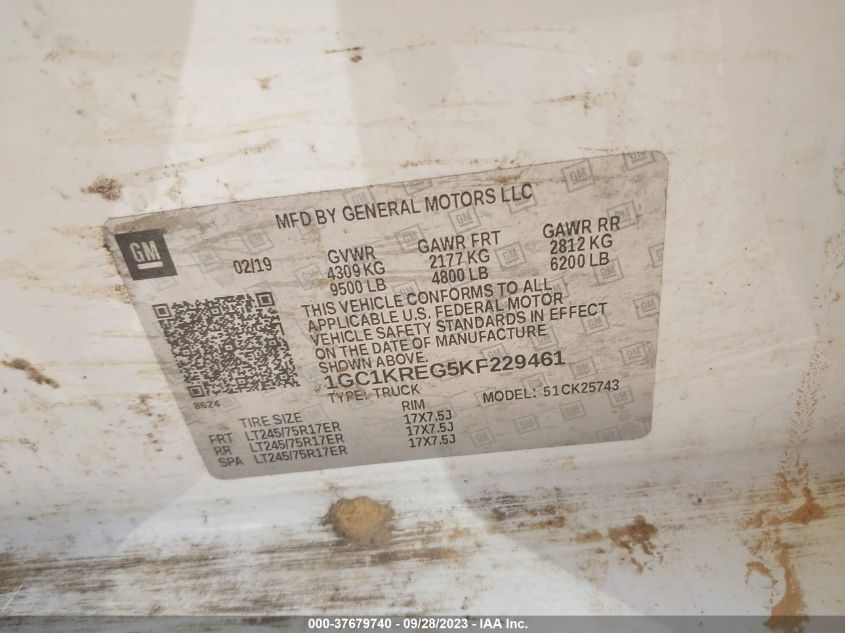 MFD BY GENERAL MOTORS LLC
GM
02/19 GVWR GAWR FRT GAWR RR
4309 KG 2177 KG 2812 KG
9500 LB 4800 LB 6200 LB
THIS VEHICLE CONFORMS TO ALL
APPLICABLE U.S. FEDERAL MOTOR
VEHICLE SAFETY STANDARDS IN EFFECT
ON THE DATE OF MANUFACTURE
SHOWN ABOVE.
1GC1KREG5KF229461
TYPE: TRUCK MODEL: 51CK25743
8624
TIRE SIZE RIM
FRT LT245/75R17ER 17X7.5J
RR LT245/75R17ER 17X7.5J
SPA LT245/75R17ER 17X7.5J
000-37679740 - 09/28/2023 - IAA Inc.